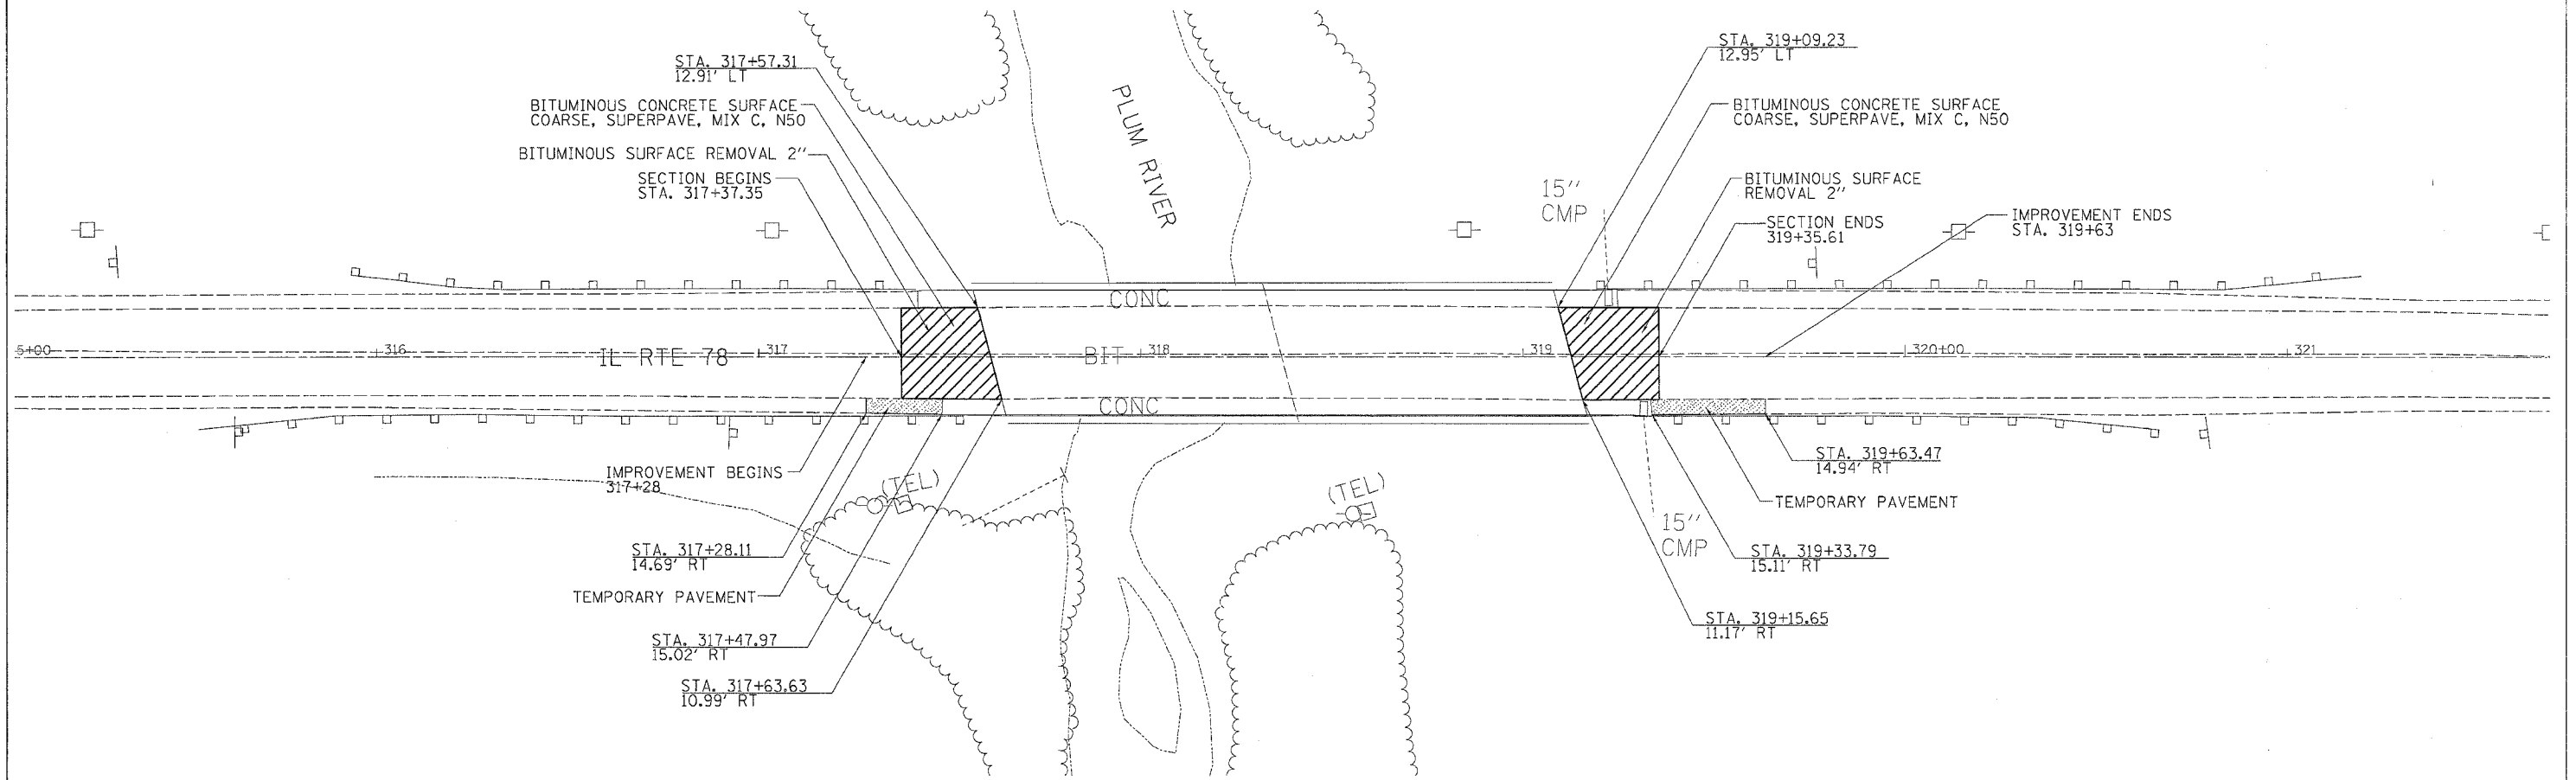 STA. 317+57.31
12.91' LT
BITUMINOUS CONCRETE SURFACE
COARSE, SUPERPAVE, MIX C, N50
BITUMINOUS SURFACE REMOVAL 2"
SECTION BEGINS
STA. 317+37.35
PLUM RIVER
STA. 319+09.23
12.95' LT
BITUMINOUS CONCRETE SURFACE
COARSE, SUPERPAVE, MIX C, N50
15"
CMP
BITUMINOUS SURFACE
REMOVAL 2"
SECTION ENDS
319+35.61
IMPROVEMENT ENDS
STA. 319+63
CONC
5+00
316
IL RTE 78
317
BIT
318
319
320+00
321
CONC
IMPROVEMENT BEGINS
317+28
(TEL)
(TEL)
STA. 319+63.47
14.94' RT
TEMPORARY PAVEMENT
15"
CMP
STA. 317+28.11
14.69' RT
STA. 319+33.79
15.11' RT
TEMPORARY PAVEMENT
STA. 317+47.97
15.02' RT
STA. 319+15.65
11.17' RT
STA. 317+63.63
10.99' RT